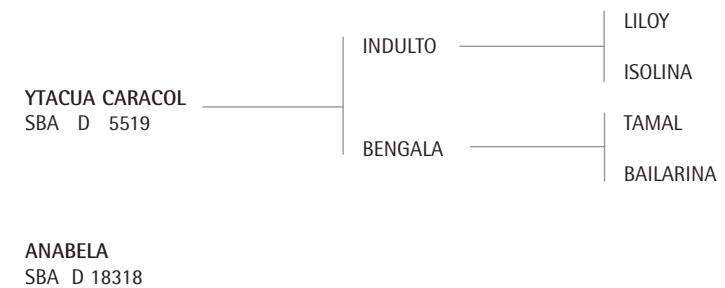 LILOY
INDULTO
ISOLINA
YTACUA CARACOL
SBA D 5519
TAMAL
BENGALA
BAILARINA
ANABELA
SBA D 18318